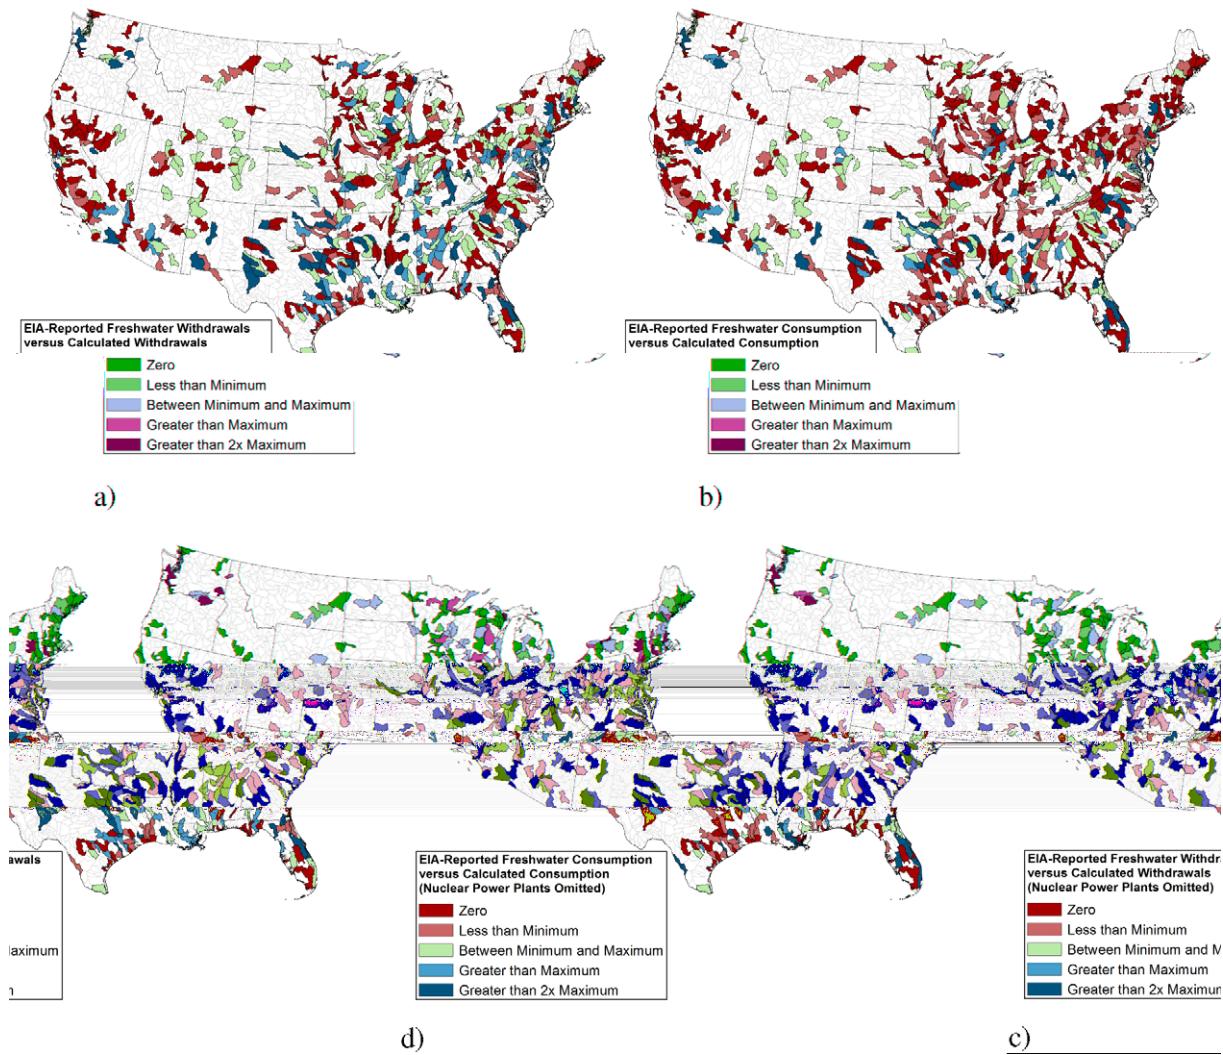 EIA-Reported Freshwater Withdrawals
versus Calculated Withdrawals
Zero
Less than Minimum
Between Minimum and Maximum
Greater than Maximum
Greater than 2x Maximum
a)
EIA-Reported Freshwater Consumption
versus Calculated Consumption
Zero
Less than Minimum
Between Minimum and Maximum
Greater than Maximum
Greater than 2x Maximum
b)
awals
laximum
EIA-Reported Freshwater Consumption
versus Calculated Consumption
(Nuclear Power Plants Omitted)
Zero
Less than Minimum
Between Minimum and Maximum
Greater than Maximum
Greater than 2x Maximum
d)
EIA-Reported Freshwater Withdra
versus Calculated Withdrawals
(Nuclear Power Plants Omitted)
Zero
Less than Minimum
Between Minimum and M
Greater than Maximum
Greater than 2x Maximum
c)